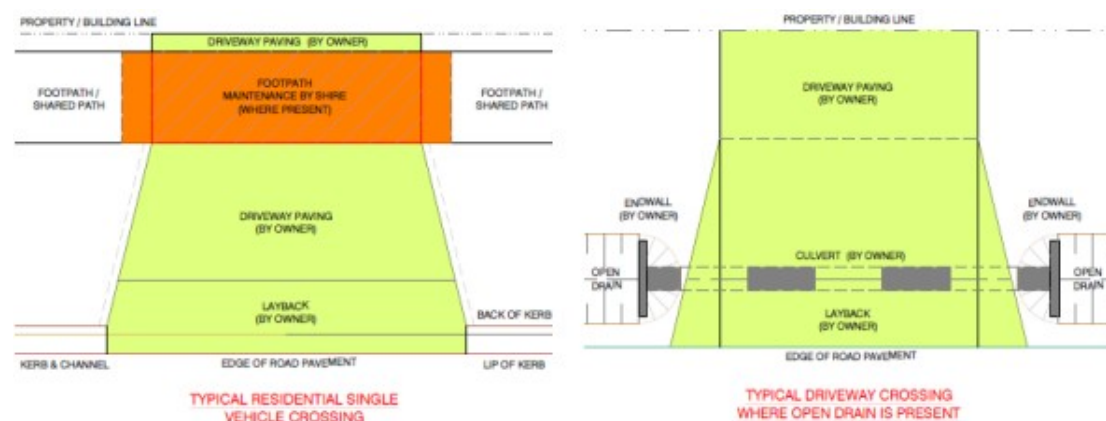 PROPERTY / BUILDING LINE
DRIVEWAY PAVING (BY OWNER)
FOOTPATH /
SHARED PATH
FOOTPATH
MAINTENANCE BY SHIRE
(WHERE PRESENT)
FOOTPATH /
SHARED PATH
DRIVEWAY PAVING
(BY OWNER)
LAYBACK
(BY OWNER)
BACK OF KERB
KERB & CHANNEL
EDGE OF ROAD PAVEMENT
LIP OF KERB
TYPICAL RESIDENTIAL SINGLE
VEHICLE CROSSING
PROPERTY / BUILDING LINE
DRIVEWAY PAVING
(BY OWNER)
ENDWALL
(BY OWNER)
ENDWALL
(BY OWNER)
OPEN
DRAIN
CULVERT (BY OWNER)
OPEN
DRAIN
LAYBACK
(BY OWNER)
EDGE OF ROAD PAVEMENT
TYPICAL DRIVEWAY CROSSING
WHERE OPEN DRAIN IS PRESENT